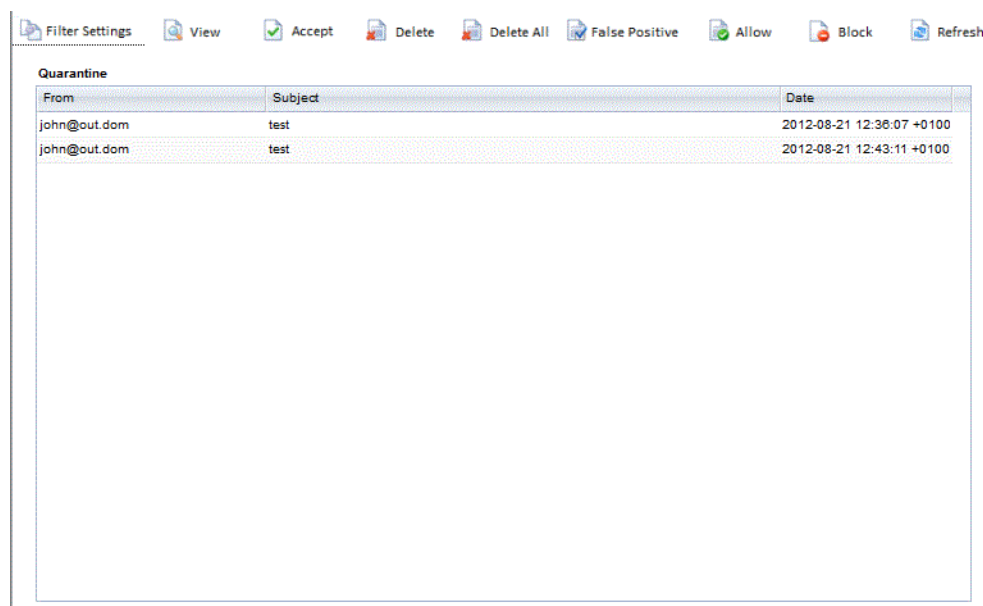 Filter Settings View Accept Delete Delete All False Positive Allow Block Refresh
Quarantine
From Subject Date
john@out.dom test 2012-08-21 12:36:07 +0100
john@out.dom test 2012-08-21 12:43:11 +0100